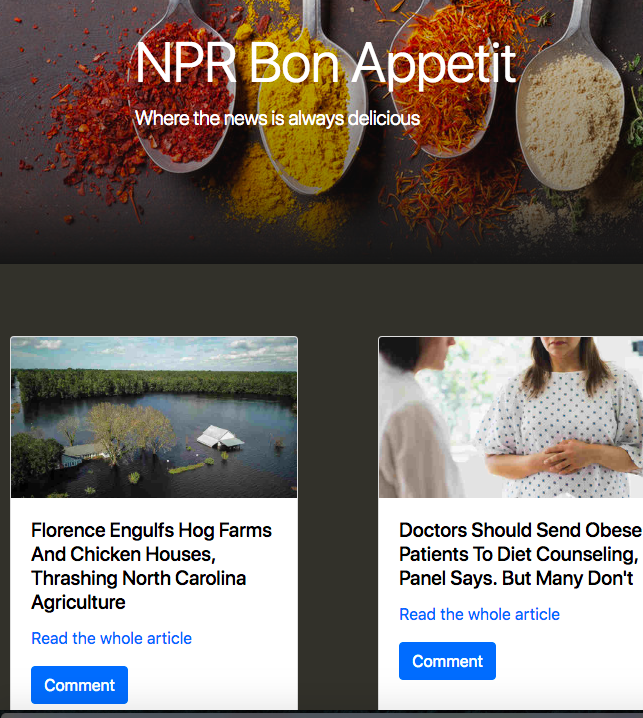 NPR Bon Appetit
Where the news is always delicious
Florence Engulfs Hog Farms
And Chicken Houses,
Thrashing North Carolina
Agriculture
Read the whole article
Comment
Doctors Should Send Obese
Patients To Diet Counseling,
Panel Says. But Many Don't
Read the whole article
Comment